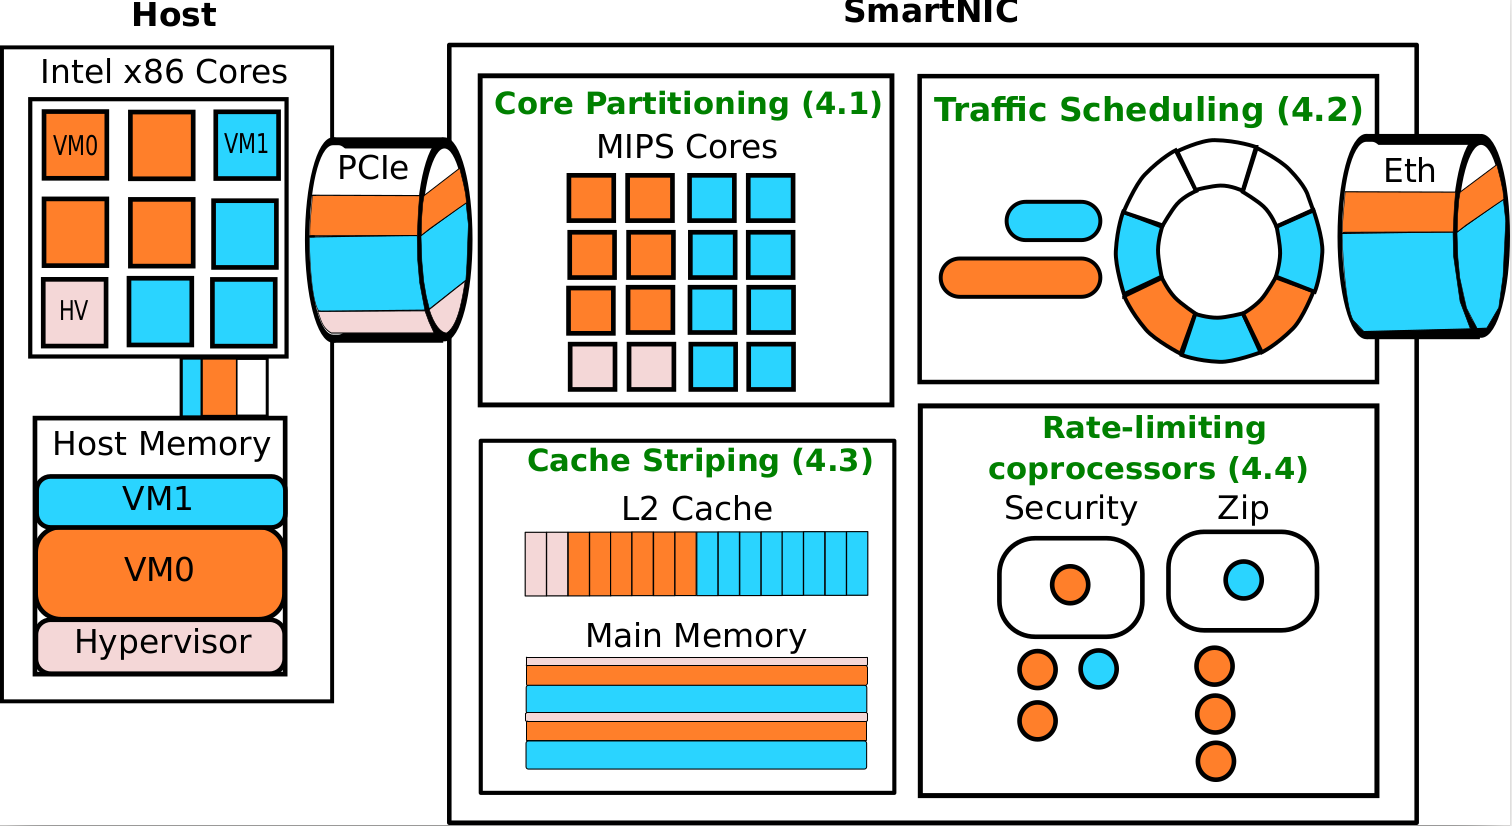 Host
SmartNIC
Intel x86 Cores
VM0
VM1
HV
PCIe
Host Memory
VM1
VM0
Hypervisor
Core Partitioning (4.1)
MIPS Cores
Traffic Scheduling (4.2)
Eth
Cache Striping (4.3)
L2 Cache
Main Memory
Rate-limiting
coprocessors (4.4)
Security
Zip